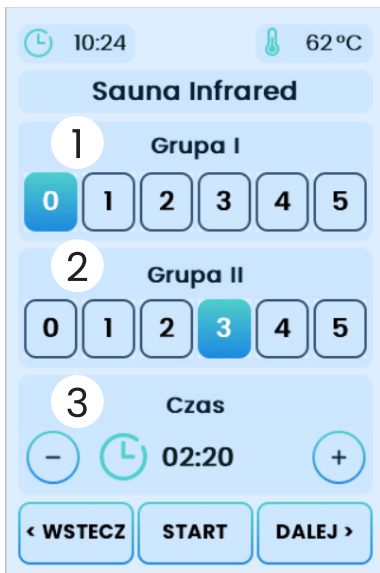 10:24 62°C
Sauna Infrared
1 Grupa I
0 1 2 3 4 5
2 Grupa II
0 1 2 3 4 5
3 Czas
- 02:20 +
< WSTECZ START DALEJ >